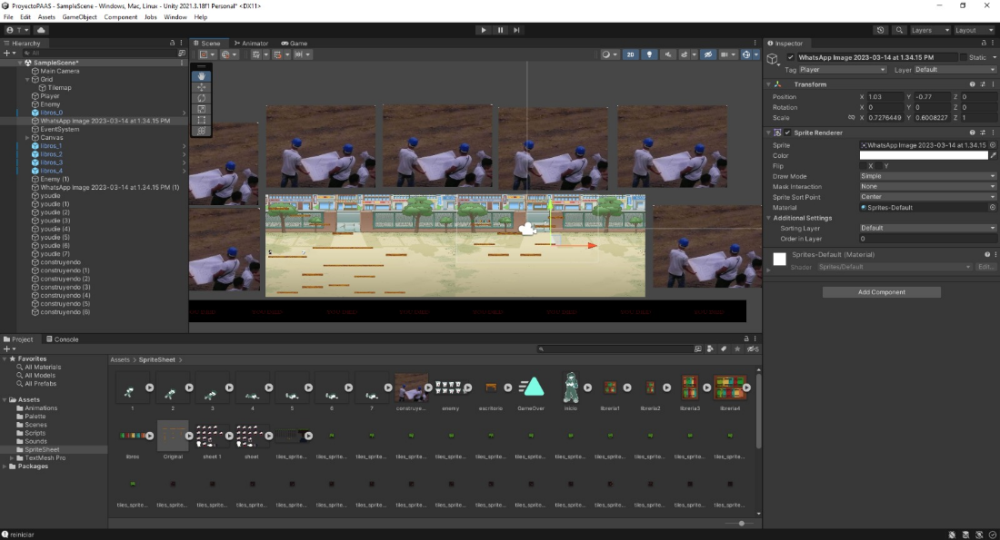 ProyectoPAAS - SampleScene - Windows, Mac, Linux - Unity 2021.3.18f1 Personal* <DX11>
File Edit Assets GameObject Component Jobs Window Help
T
Layers Layout
Hierarchy
All
SampleScene*
Main Camera
Grid
Tilemap
Player
Enemy
libros_0
WhatsApp Image 2023-03-14 at 1.34.15 PM
EventSystem
Canvas
libros_1
libros_2
libros_3
libros_4
Enemy (1)
WhatsApp Image 2023-03-14 at 1.34.15 PM (1)
youdie
youdie (1)
youdie (2)
youdie (3)
youdie (4)
youdie (5)
youdie (6)
youdie (7)
construyendo
construyendo (1)
construyendo (2)
construyendo (3)
construyendo (4)
construyendo (5)
construyendo (6)
Scene Animator Game
2D
Inspector
WhatsApp Image 2023-03-14 at 1.34.15 PM Static
Tag Player Layer Default
Transform
Position X 1.03 Y -0.77 Z 0
Rotation X 0 Y 0 Z 0
Scale X 0.7276449 Y 0.6008227 Z 1
Sprite Renderer
Sprite WhatsApp Image 2023-03-14 at 1.34.15
Color
Flip X Y
Draw Mode Simple
Mask Interaction None
Sprite Sort Point Center
Material Sprites-Default
Additional Settings
Sorting Layer Default
Order in Layer 0
Sprites-Default (Material)
Shader Sprites/Default Edit...
Add Component
Project Console
5
Favorites
All Materials
All Models
All Prefabs
Assets
Animations
Palette
Scenes
Scripts
Sounds
SpriteSheet
TextMesh Pro
Packages
Assets > SpriteSheet >
1 2 3 4 5 6 7 construye... enemy escritorio GameOver inicio libreria1 libreria2 libreria3 libreria4
libros Original sheet 1 sheet tiles_sprite... tiles_sprite... tiles_sprite... tiles_sprite... tiles_sprite... tiles_sprite... tiles_sprite... tiles_sprite... tiles_sprite... tiles_sprite... tiles_sprite... tiles_sprite...
tiles_sprite... tiles_sprite... tiles_sprite... tiles_sprite... tiles_sprite... tiles_sprite... tiles_sprite... tiles_sprite... tiles_sprite... tiles_sprite... tiles_sprite... tiles_sprite... tiles_sprite... tiles_sprite... tiles_sprite... tiles_sprite...
reiniciar